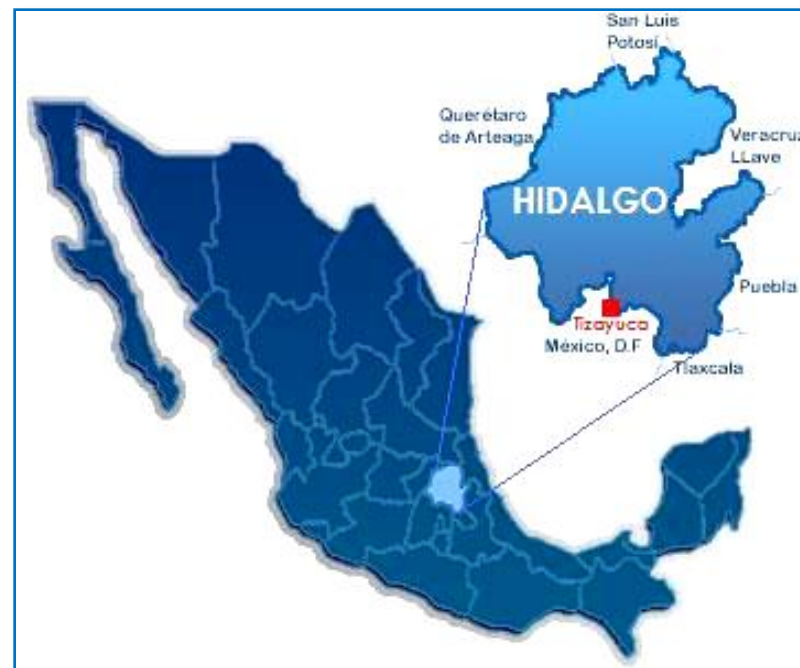 San Luis
Potosí
Querétaro
de Arteaga
Veracruz
LLave
HIDALGO
Puebla
Tizayuca
México, D.F
Tlaxcala